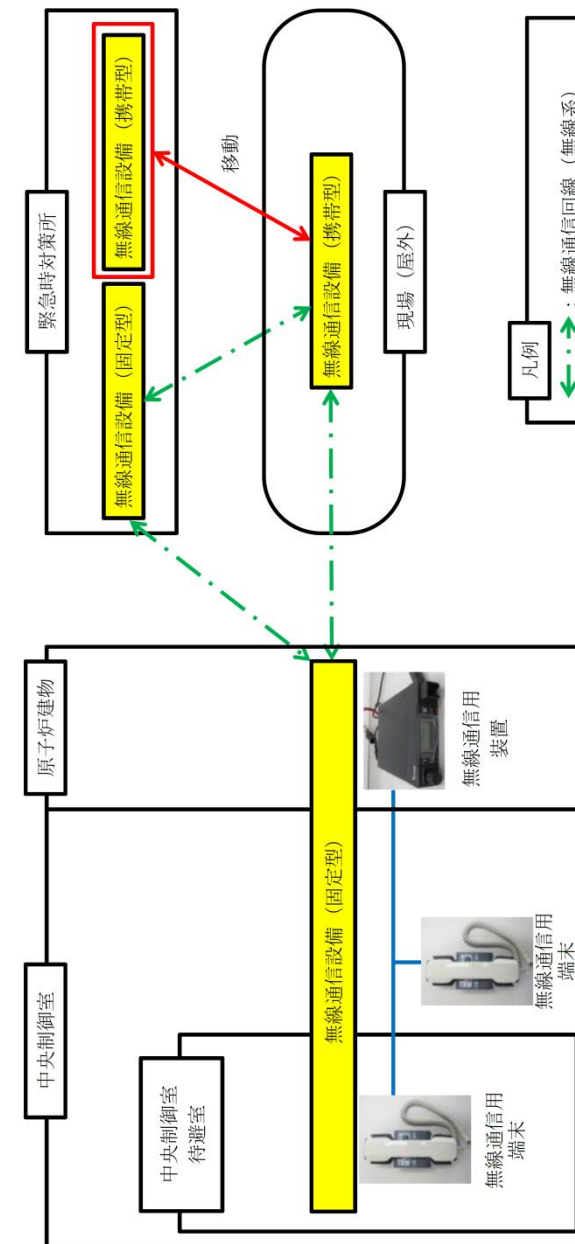 中央制御室
原子炉建物
緊急時対策所
中央制御室
待避室
無線通信設備（固定型）
無線通信設備（携帯型）
移動
無線通信設備（固定型）
無線通信設備（携帯型）
現場（屋外）
無線通信用
端末
無線通信用
端末
無線通信用
装置
凡例
：無線通信回線（無線系）